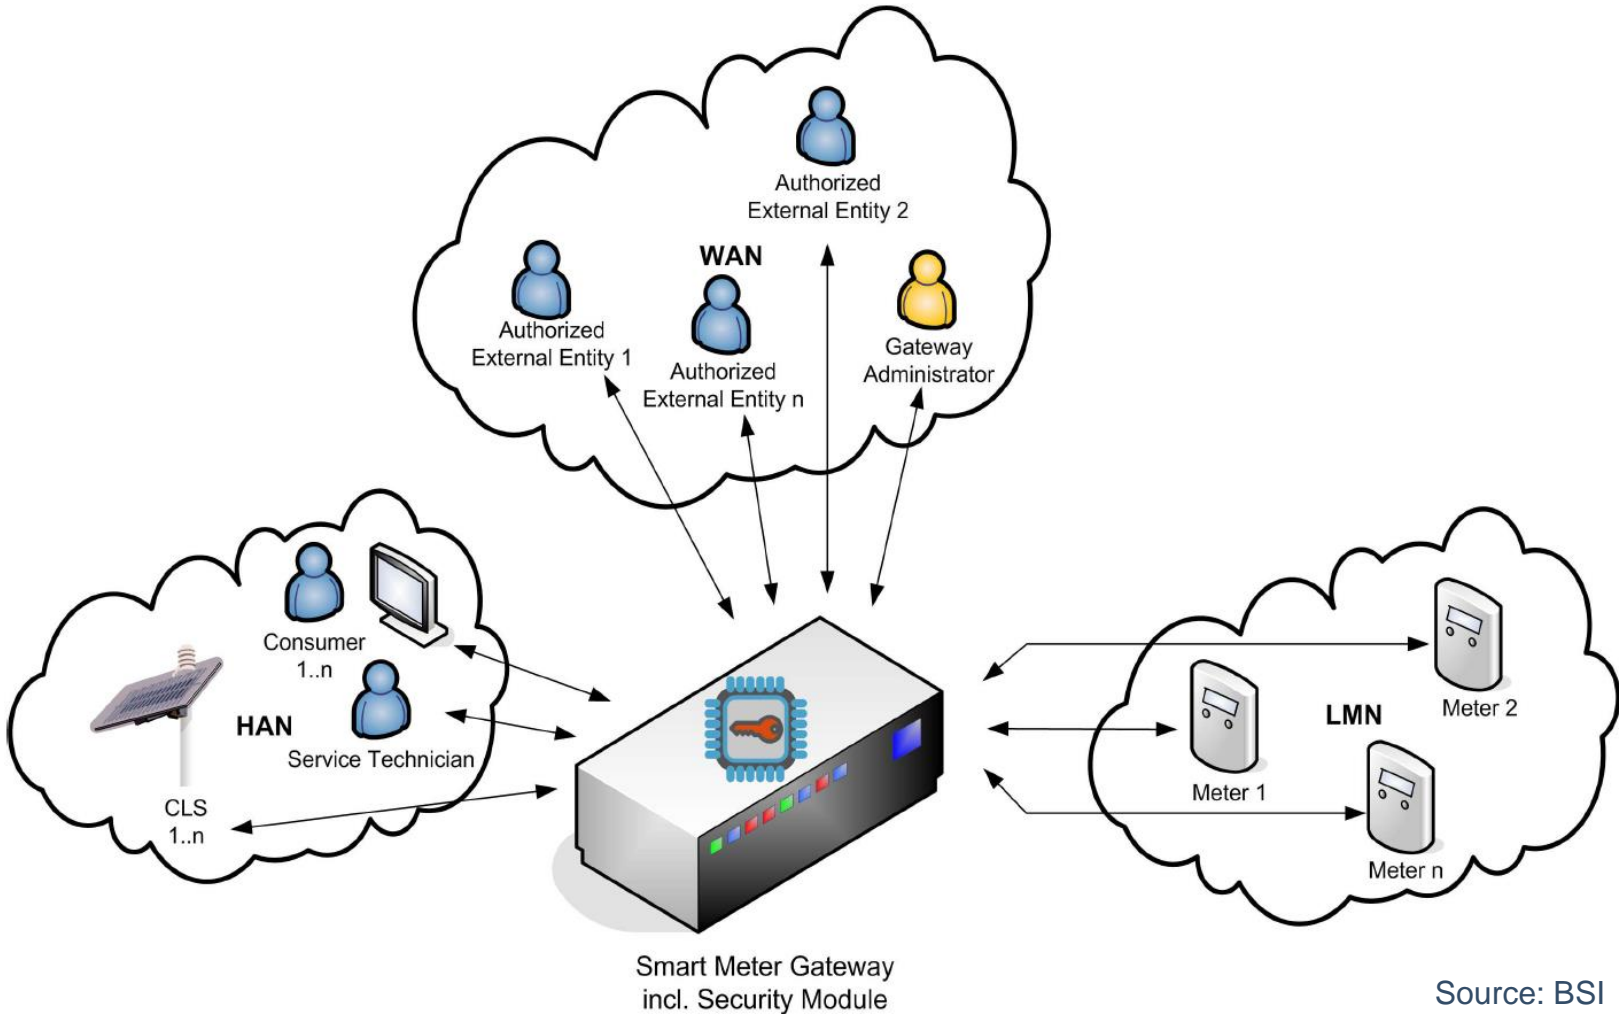 Authorized
External Entity 2
WAN
Authorized
External Entity 1
Authorized
External Entity n
Gateway
Administrator
Consumer
1..n
HAN
Service Technician
CLS
1..n
LMN
Meter 2
Meter 1
Meter n
Smart Meter Gateway
incl. Security Module
Source: BSI